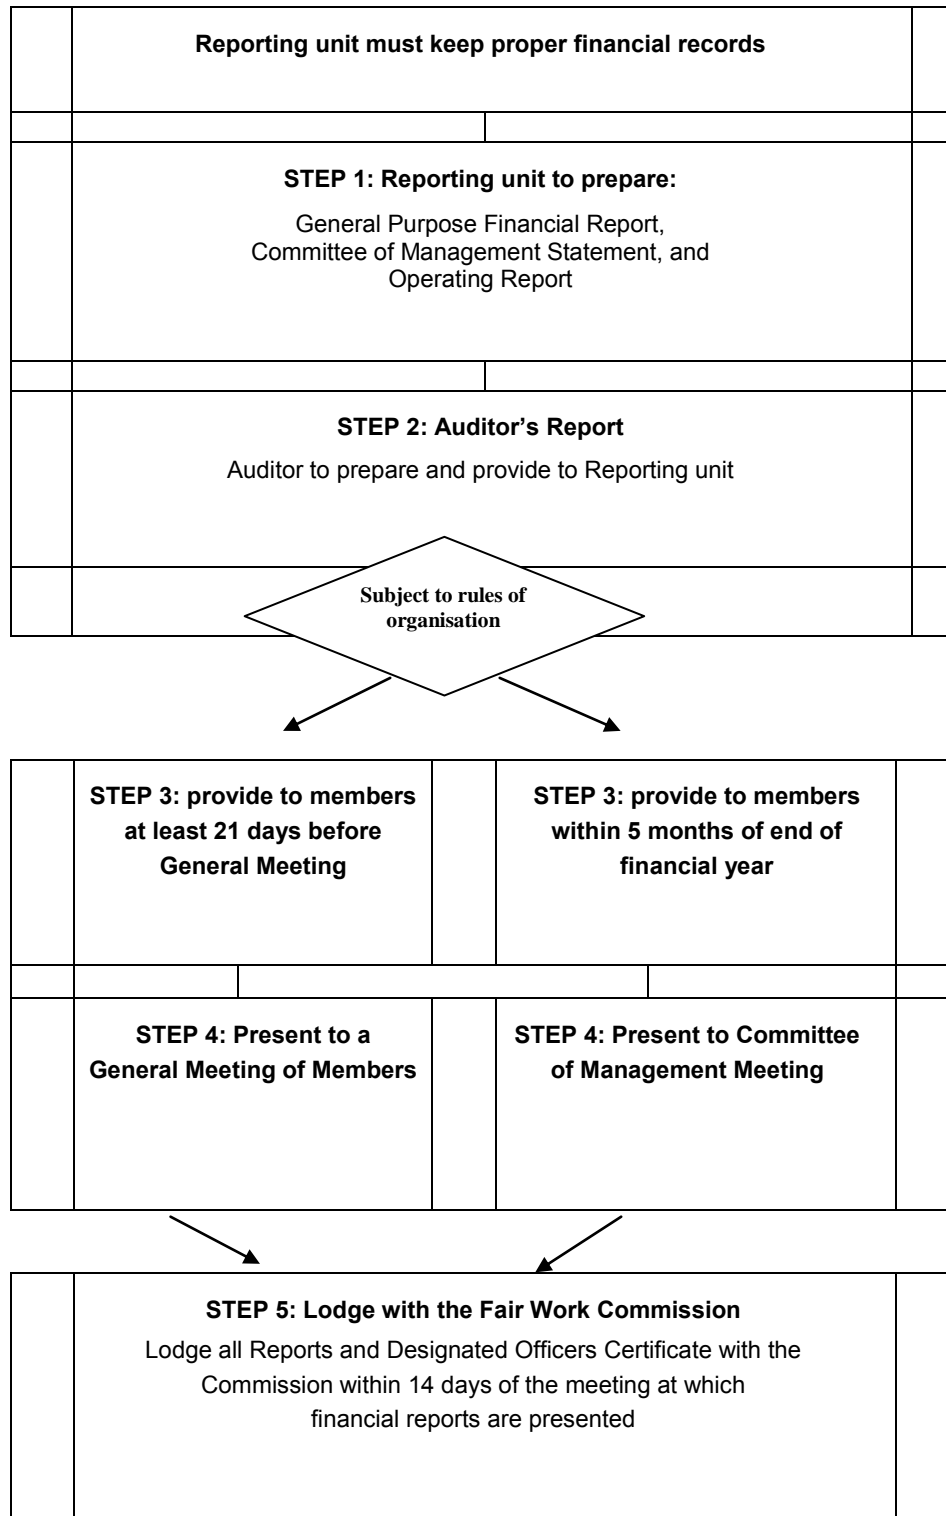 Reporting unit must keep proper financial records
STEP 1: Reporting unit to prepare:
General Purpose Financial Report,
Committee of Management Statement, and
Operating Report
STEP 2: Auditor’s Report
Auditor to prepare and provide to Reporting unit
Subject to rules of
organisation
STEP 3: provide to members
at least 21 days before
General Meeting
STEP 3: provide to members
within 5 months of end of
financial year
STEP 4: Present to a
General Meeting of Members
STEP 4: Present to Committee
of Management Meeting
STEP 5: Lodge with the Fair Work Commission
Lodge all Reports and Designated Officers Certificate with the
Commission within 14 days of the meeting at which
financial reports are presented